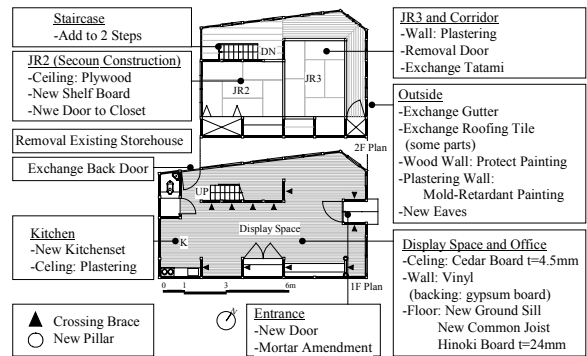 Staircase
-Add to 2 Steps
JR2 (Secoun Construction)
-Ceiling: Plywood
-New Shelf Board
-Nwe Door to Closet
Removal Existing Storehouse
Exchange Back Door
Kitchen
-New Kitchenset
-Celing: Plastering
Crossing Brace
New Pillar
DN
JR2
JR3
2F Plan
UP
K
Display Space
0 1 3 6m
1F Plan
Entrance
-New Door
-Mortar Amendment
JR3 and Corridor
-Wall: Plastering
-Removal Door
-Exchange Tatami
Outside
-Exchange Gutter
-Exchange Roofing Tile
(some parts)
-Wood Wall: Protect Painting
-Plastering Wall:
Mold-Retardant Painting
-New Eaves
Display Space and Office
-Celing: Cedar Board t=4.5mm
-Wall: Vinyl
(backing: gypsum board)
-Floor: New Ground Sill
New Common Joist
Hinoki Board t=24mm